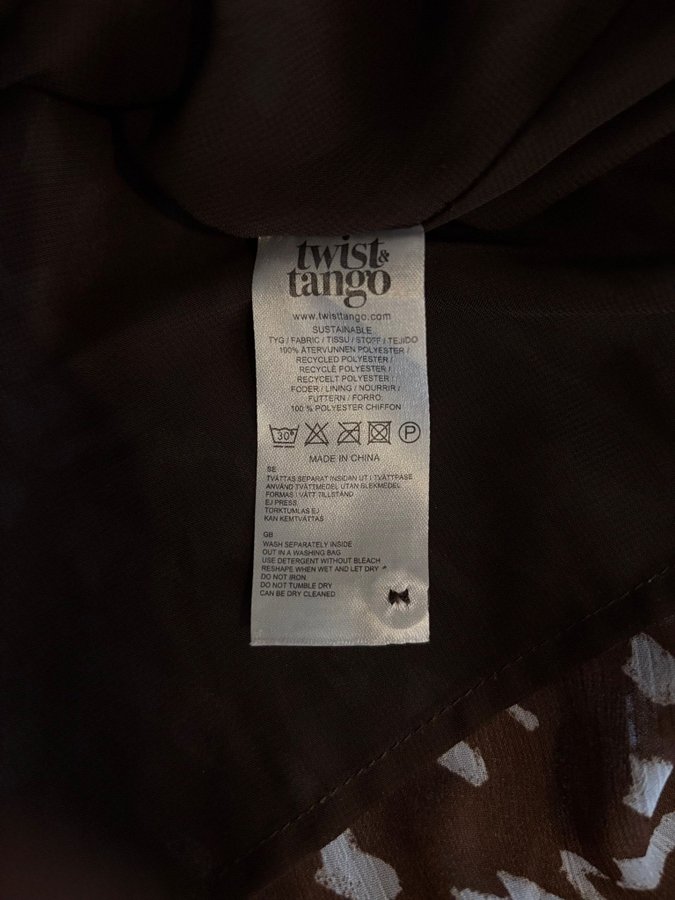 twist&
tango
www.twisttango.com
SUSTAINABLE
TYG / FABRIC / TISSU / STOFF / TEJIDO
100% ÅTERVUNNEN POLYESTER /
RECYCLED POLYESTER /
RECYCLÉ POLYESTER /
RECYCELT POLYESTER /
FODER / LINING / NOURRIR /
FUTTERN / FORRO:
100 % POLYESTER CHIFFON
30°
P
MADE IN CHINA
SE
TVÄTTAS SEPARAT INSIDAN UT I TVÄTTPÅSE
ANVÄND TVÄTTMEDEL UTAN BLEKMEDEL
FORMAS I VÅTT TILLSTÅND
EJ PRESS
TORKTUMLAS EJ
KAN KEMTVÄTTAS
GB
WASH SEPARATELY INSIDE
OUT IN A WASHING BAG
USE DETERGENT WITHOUT BLEACH
RESHAPE WHEN WET AND LET DRY
DO NOT IRON
DO NOT TUMBLE DRY
CAN BE DRY CLEANED